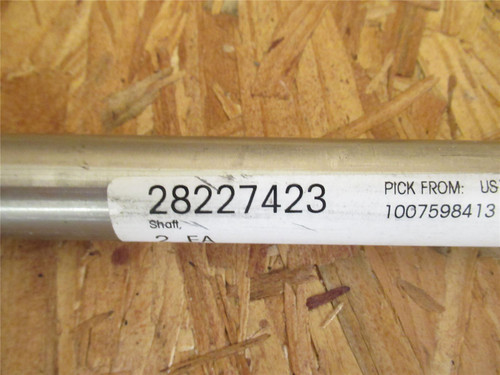 28227423
Shaft,
2 EA
PICK FROM: US
1007598413